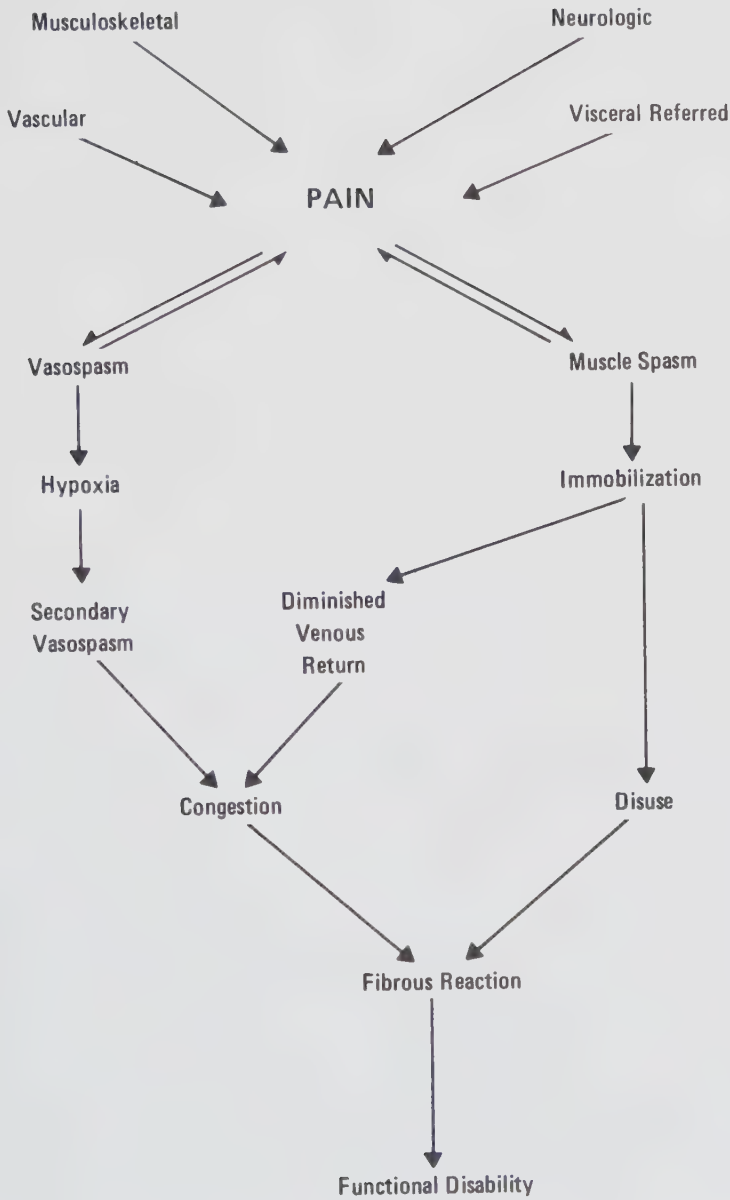 Musculoskeletal
Neurologic
Vascular
Visceral Referred
PAIN
Vasospasm
Muscle Spasm
Hypoxia
Immobilization
Secondary
Vasospasm
Diminished
Venous
Return
Congestion
Disuse
Fibrous Reaction
Functional Disability